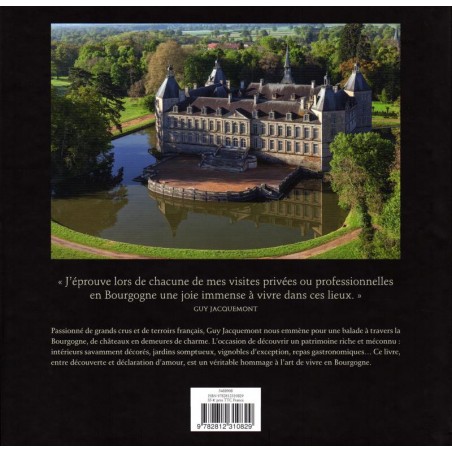 « J'éprouve lors de chacune de mes visites privées ou professionnelles
en Bourgogne une joie immense à vivre dans ces lieux. »
GUY JACQUEMONT
Passionné de grands crus et de terroirs français, Guy Jacquemont nous emmène pour une balade à travers la
Bourgogne, de châteaux en demeures de charme. L'occasion de découvrir un patrimoine riche et méconnu :
intérieurs savamment décorés, jardins somptueux, vignobles d'exception, repas gastronomiques… Ce livre,
entre découverte et déclaration d'amour, est un véritable hommage à l'art de vivre en Bourgogne.
ISBN 9782812310829
9 782812 310829